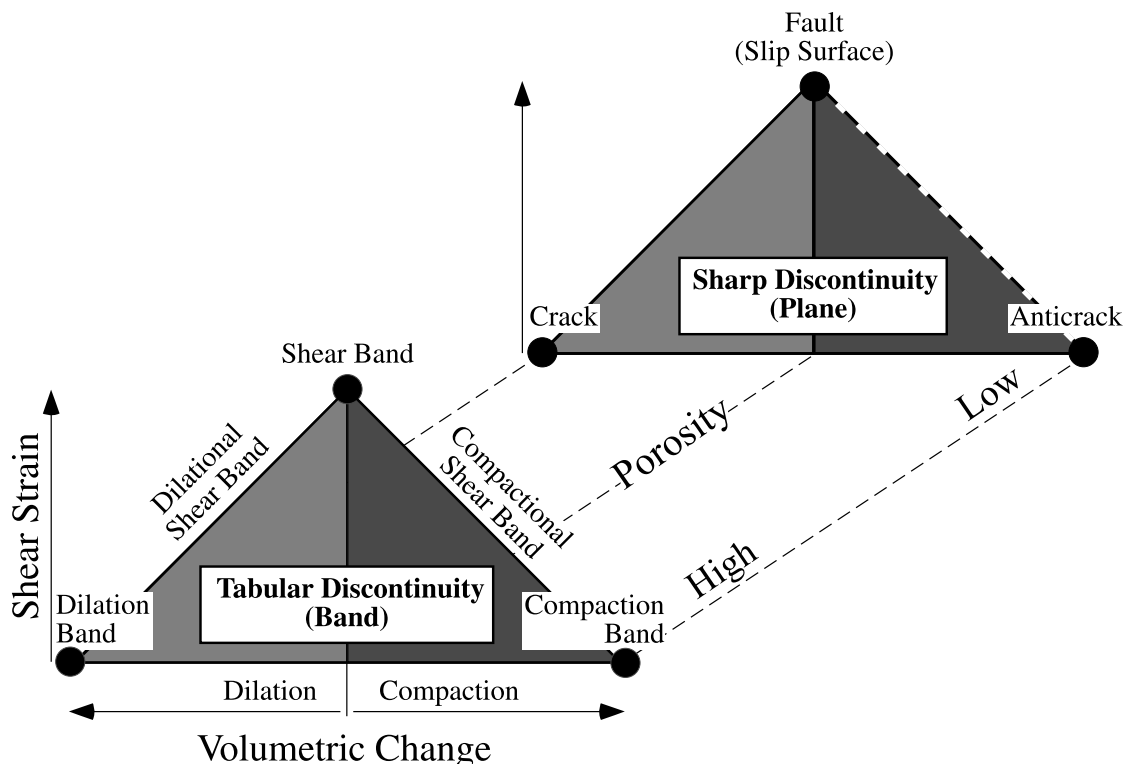 Fault
(Slip Surface)
Sharp Discontinuity
(Plane)
Crack
Anticrack
Shear Band
Low
Porosity
High
Dilational
Shear Band
Compactional
Shear Band
Shear Strain
Tabular Discontinuity
(Band)
Dilation
Band
Compaction
Band
Dilation
Compaction
Volumetric Change